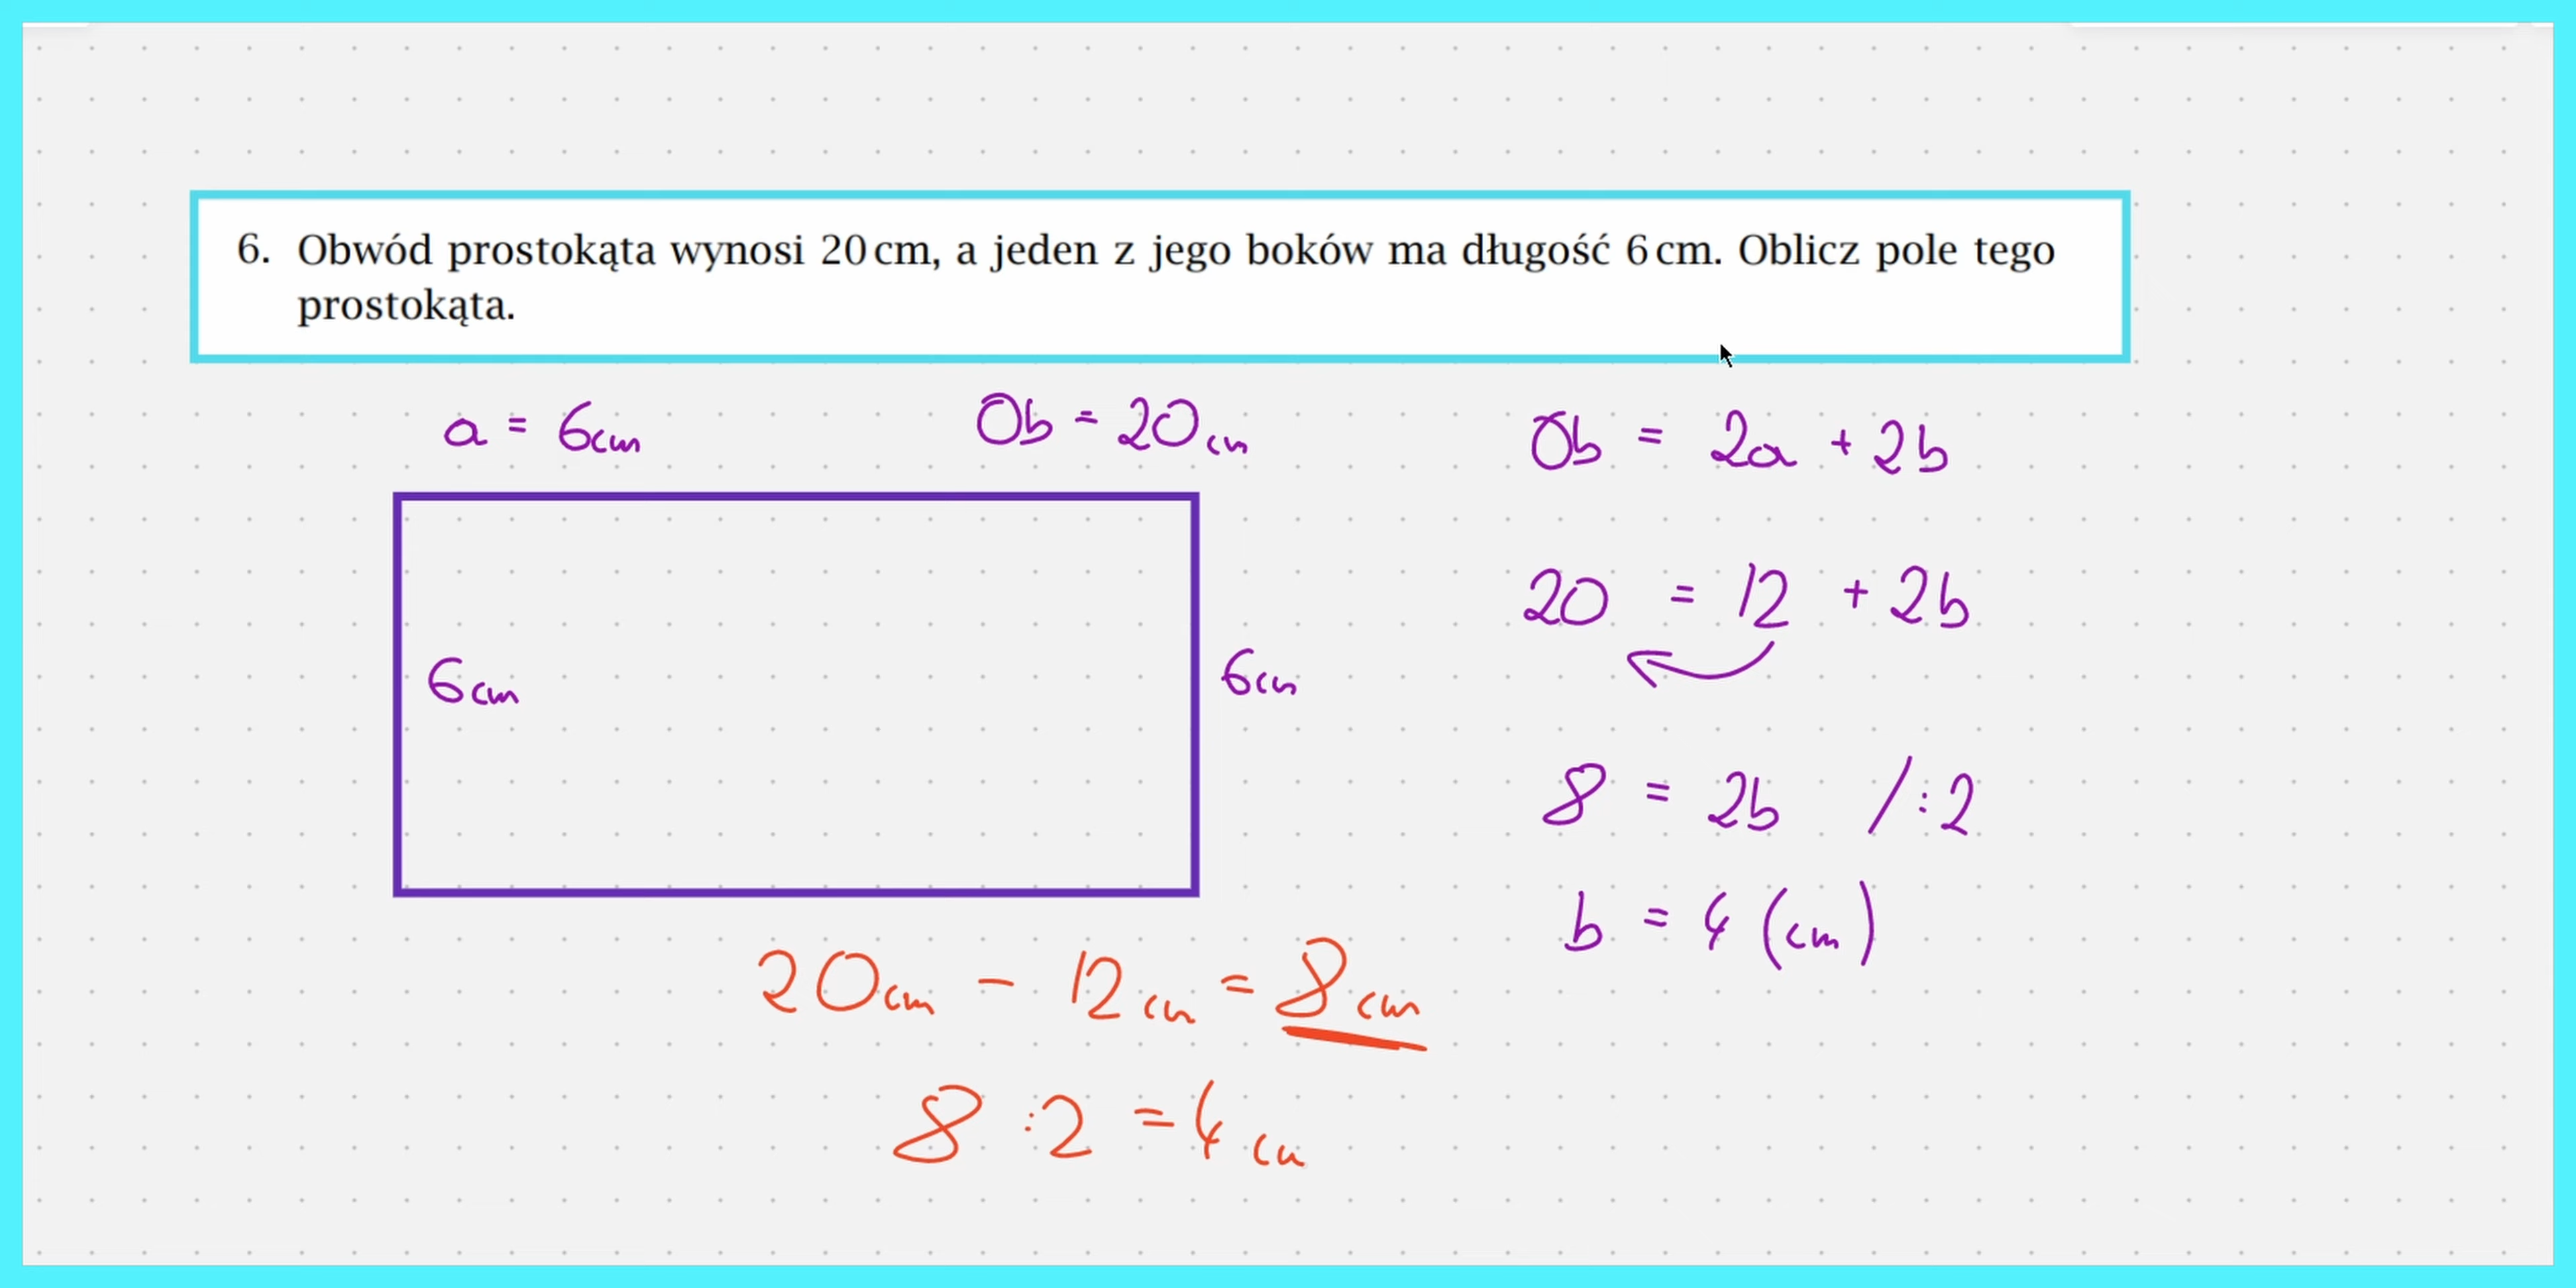 6. Obwód prostokąta wynosi 20 cm, a jeden z jego boków ma długość 6 cm. Oblicz pole tego
prostokąta.
a = 6cm
Ob = 20cm
6cm
6cm
20cm - 12cm = 8cm
8 :2 = 4cm
Ob = 2a + 2b
20 = 12 + 2b
8 = 2b /:2
b = 4 (cm)